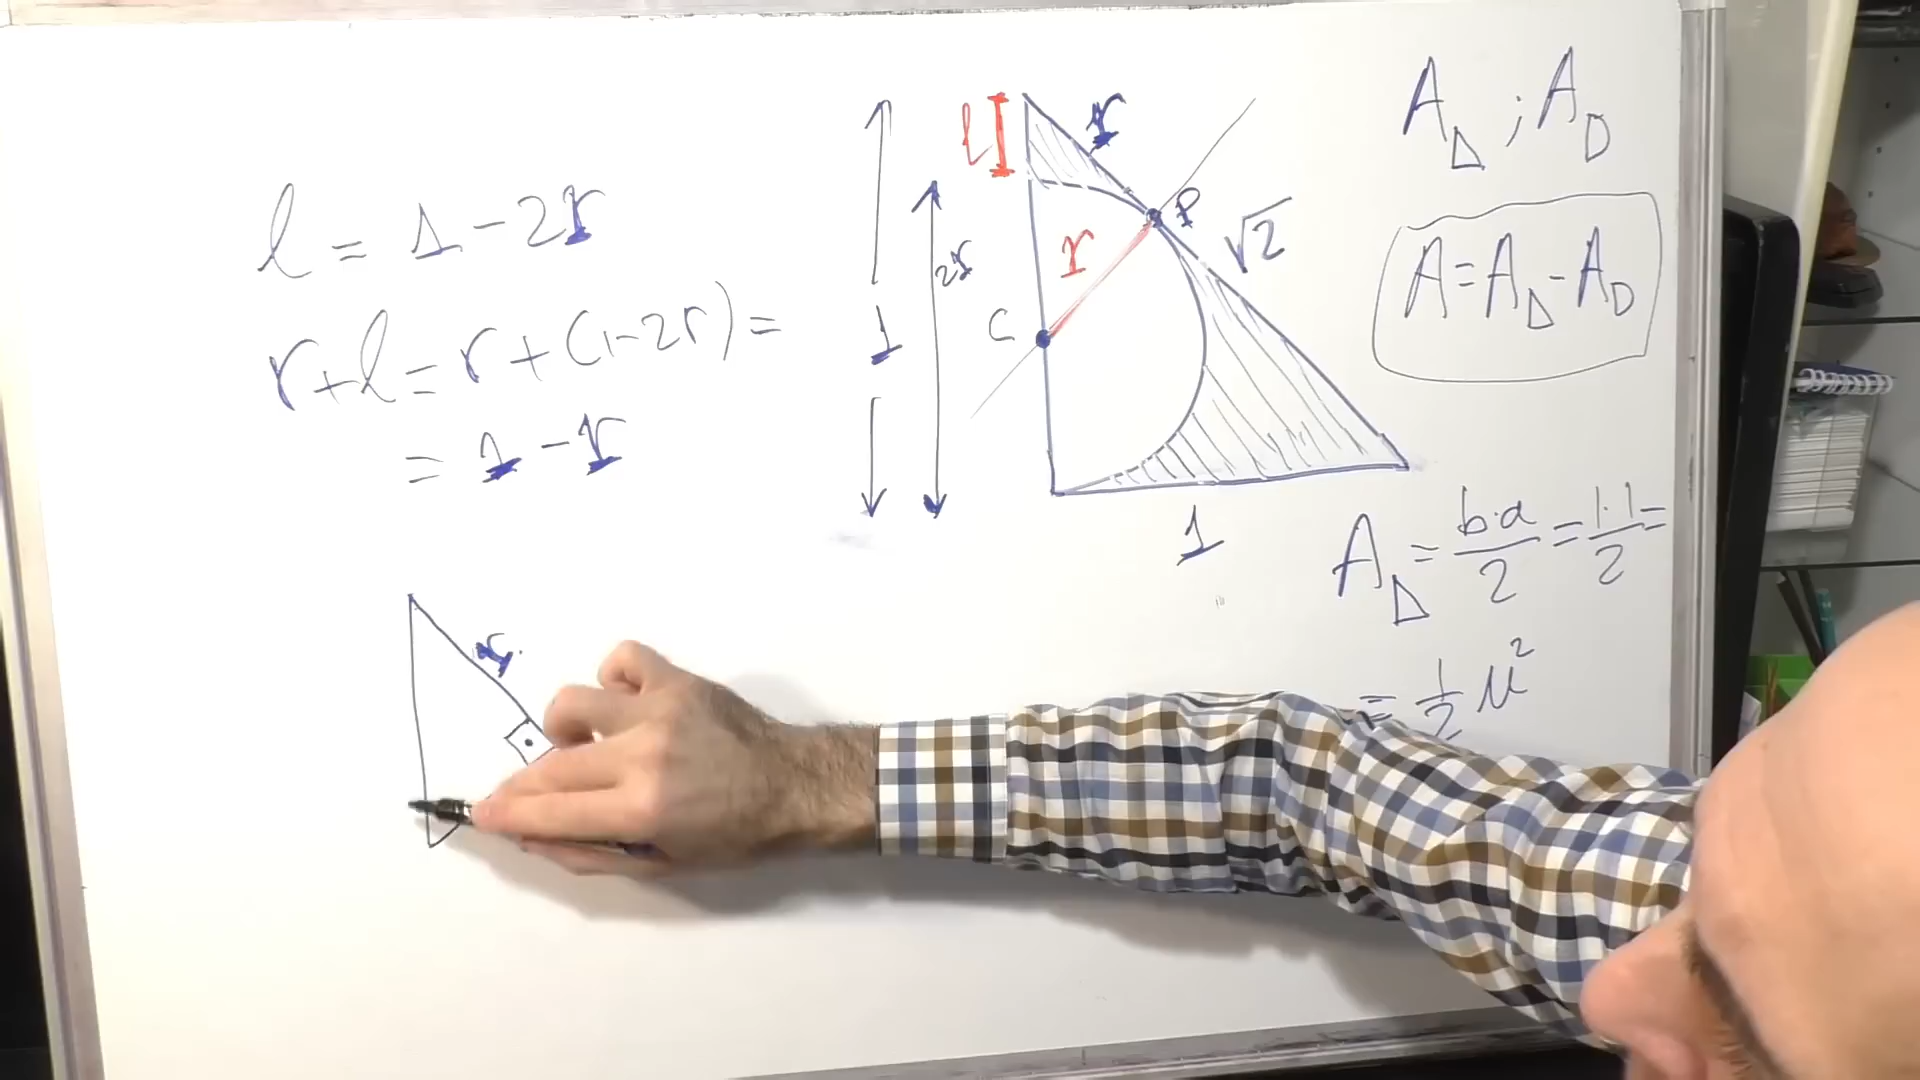 l = 1 - 2r
r + l = r + (1-2r) =
= 1 - r
r
1
2r
l
r
P
r
C
√2
1
A△ ; A D
A = A△ - A D
A△ = b·a/2 = 1·1/2 =
= 1/2 u²